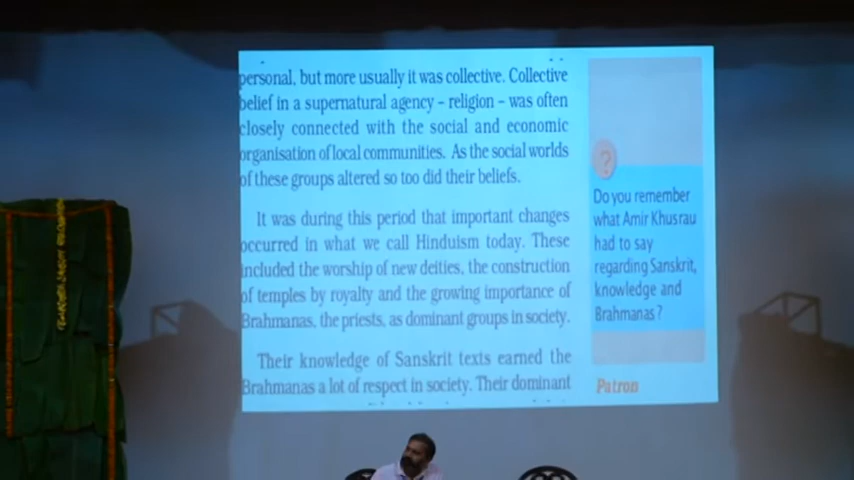 personal, but more usually it was collective. Collective
belief in a supernatural agency – religion – was often
closely connected with the social and economic
organisation of local communities. As the social worlds
of these groups altered so too did their beliefs.
It was during this period that important changes
occurred in what we call Hinduism today. These
included the worship of new deities, the construction
of temples by royalty and the growing importance of
Brahmanas, the priests, as dominant groups in society.
Their knowledge of Sanskrit texts earned the
Brahmanas a lot of respect in society. Their dominant
?
Do you remember
what Amir Khusrau
had to say
regarding Sanskrit,
knowledge and
Brahmanas?
Patron